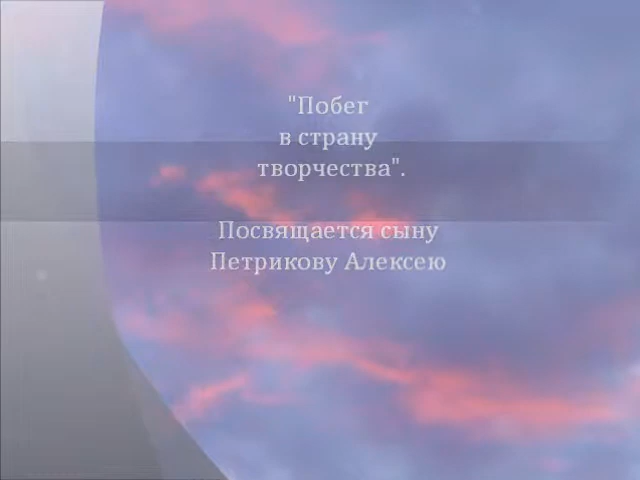 "Побег
в страну
творчества".
Посвящается сыну
Петрикову Алексею